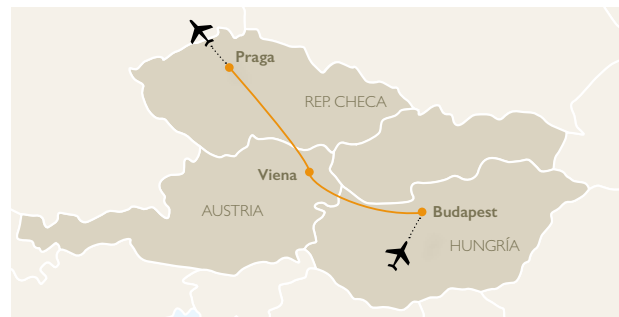 Praga
REP. CHECA
Viena
AUSTRIA
Budapest
HUNGRÍA